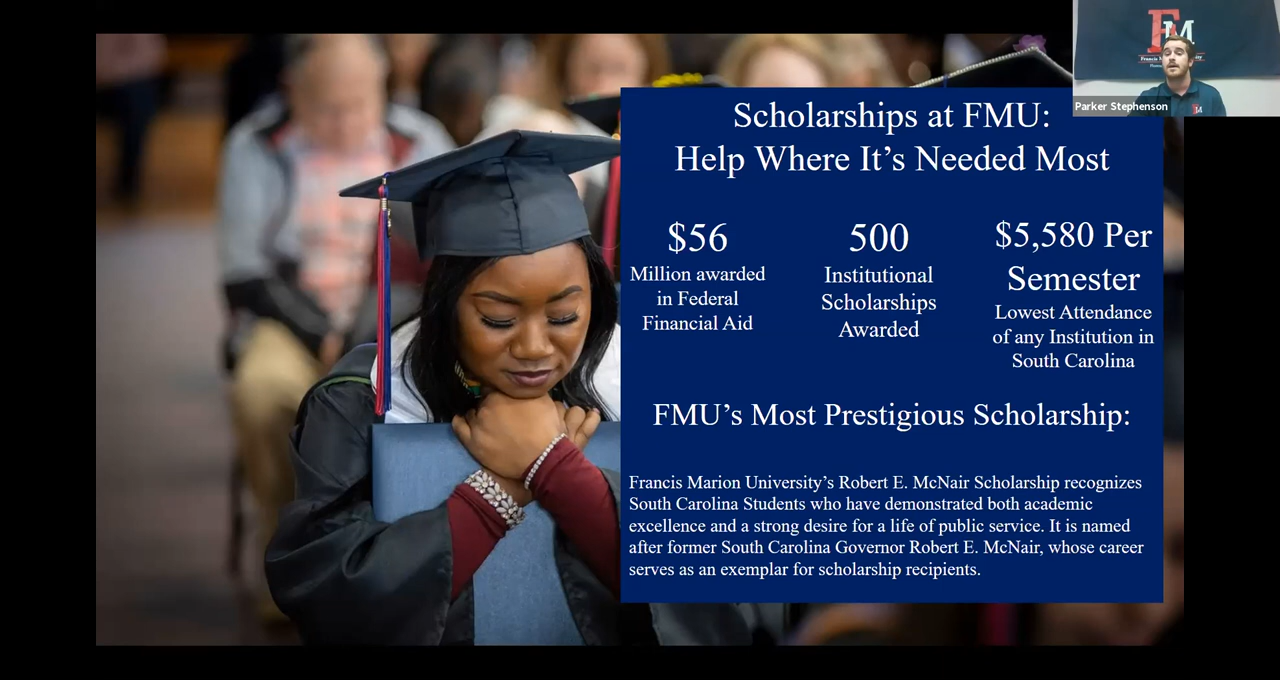 FM
Francis Marion University
FM
Parker Stephenson
Scholarships at FMU:
Help Where It’s Needed Most
$56
Million awarded
in Federal
Financial Aid
500
Institutional
Scholarships
Awarded
$5,580 Per
Semester
Lowest Attendance
of any Institution in
South Carolina
FMU’s Most Prestigious Scholarship:
Francis Marion University’s Robert E. McNair Scholarship recognizes
South Carolina Students who have demonstrated both academic
excellence and a strong desire for a life of public service. It is named
after former South Carolina Governor Robert E. McNair, whose career
serves as an exemplar for scholarship recipients.